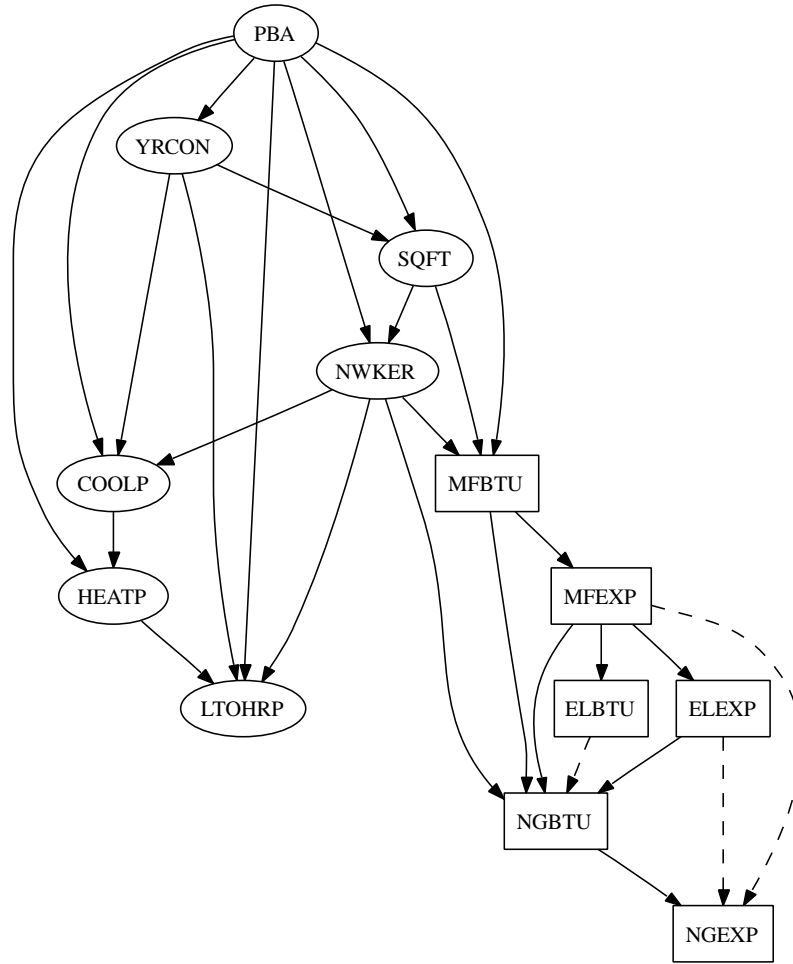 PBA
YRCON
SQFT
NWKER
COOLP
MFBTU
HEATP
MFEXP
LTOHRP
ELBTU
ELEXP
NGBTU
NGEXP